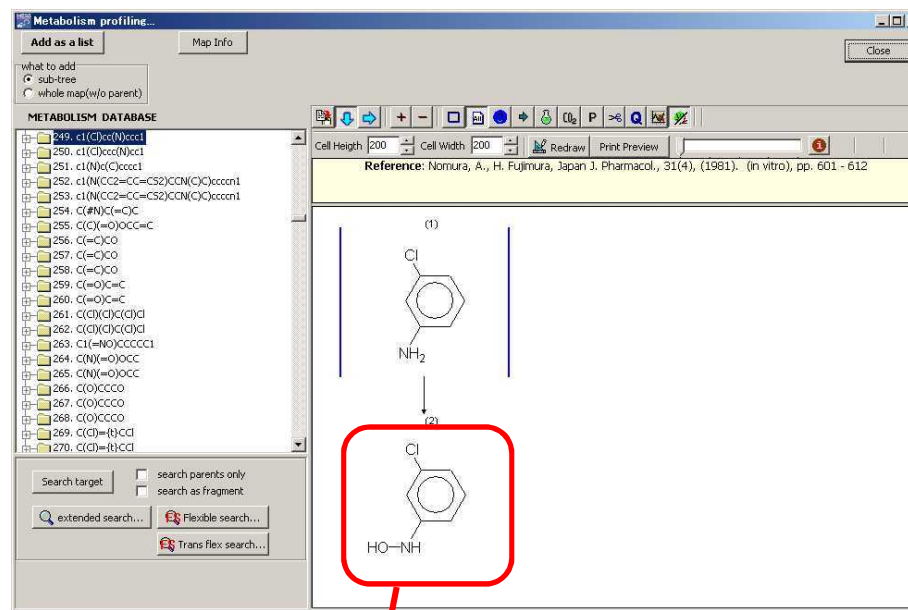 Metabolism profiling...
Add as a list
Map Info
Close
what to add
sub-tree
whole map(w/o parent)
METABOLISM DATABASE
249. c1(Cl)cc(N)ccc1
250. c1(Cl)ccc(N)cc1
251. c1(N)c(C)cccc1
252. c1(N(CC2=CC=CS2)CCN(C)C)ccccn1
253. c1(N(CC2=CC=CS2)CCN(C)C)ccccn1
254. C(#N)C(=C)C
255. C(C)(=O)OCC=C
256. C(=C)CO
257. C(=C)CO
258. C(=C)CO
259. C(=O)C=C
260. C(=O)C=C
261. C(Cl)(Cl)C(Cl)Cl
262. C(Cl)(Cl)C(Cl)Cl
263. C1(=NO)CCCCC1
264. C(N)(=O)OCC
265. C(N)(=O)OCC
266. C(O)CCCO
267. C(O)CCCO
268. C(O)CCCO
269. C(Cl)={t}CCl
270. C(Cl)={t}CCl
Search target
search parents only
search as fragment
extended search...
Flexible search...
Trans flex search...
All
CO₂
P
Q
Cell Heigth 200
Cell Width 200
Redraw
Print Preview
Reference: Nomura, A., H. Fujimura, Japan J. Pharmacol., 31(4), (1981). (in vitro), pp. 601 - 612
(1)
Cl
NH₂
(2)
Cl
HO—NH